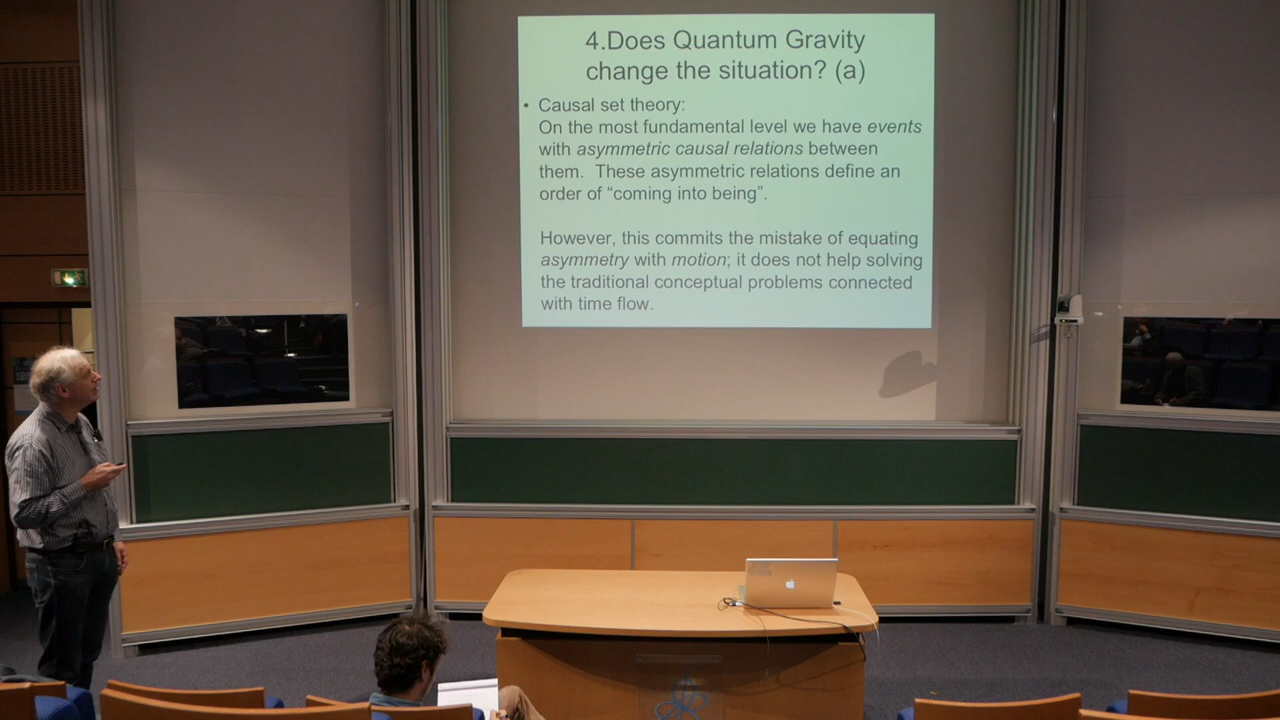 4.Does Quantum Gravity
change the situation? (a)
• Causal set theory:
On the most fundamental level we have events
with asymmetric causal relations between
them. These asymmetric relations define an
order of “coming into being”.
However, this commits the mistake of equating
asymmetry with motion; it does not help solving
the traditional conceptual problems connected
with time flow.